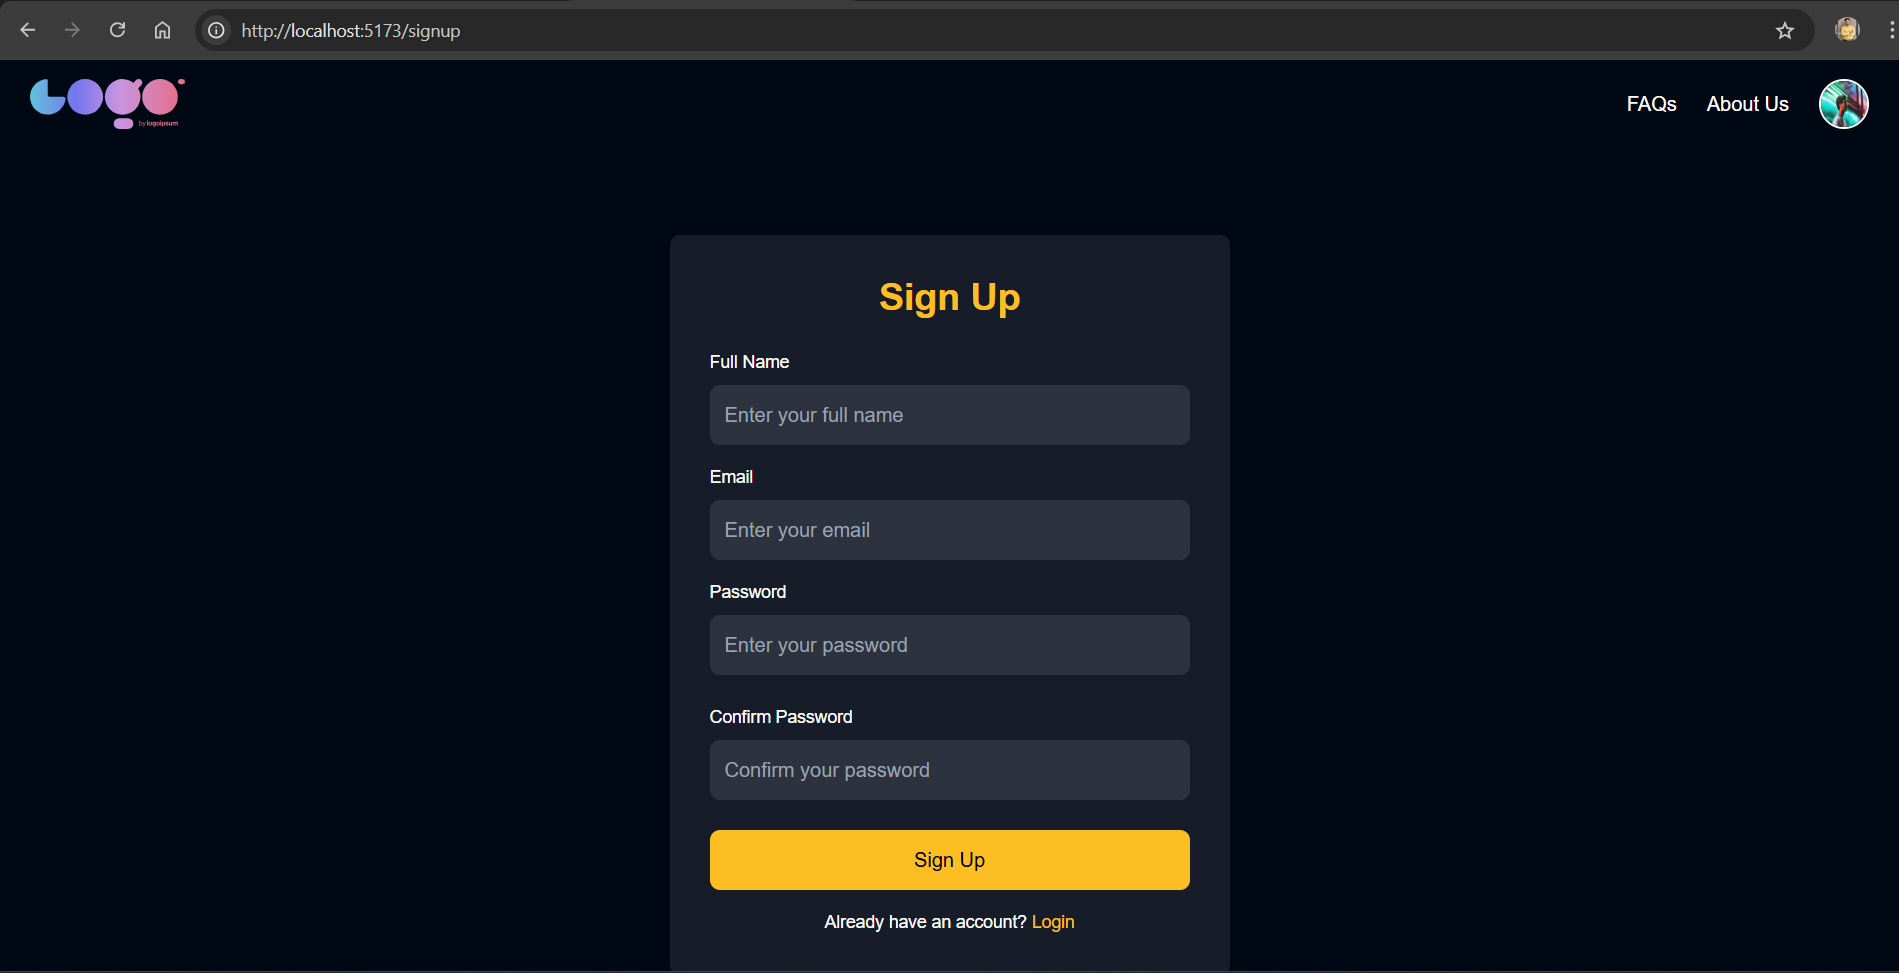 http://localhost:5173/signup
Logo
by logoipsum
FAQs About Us
Sign Up
Full Name
Enter your full name
Email
Enter your email
Password
Enter your password
Confirm Password
Confirm your password
Sign Up
Already have an account? Login